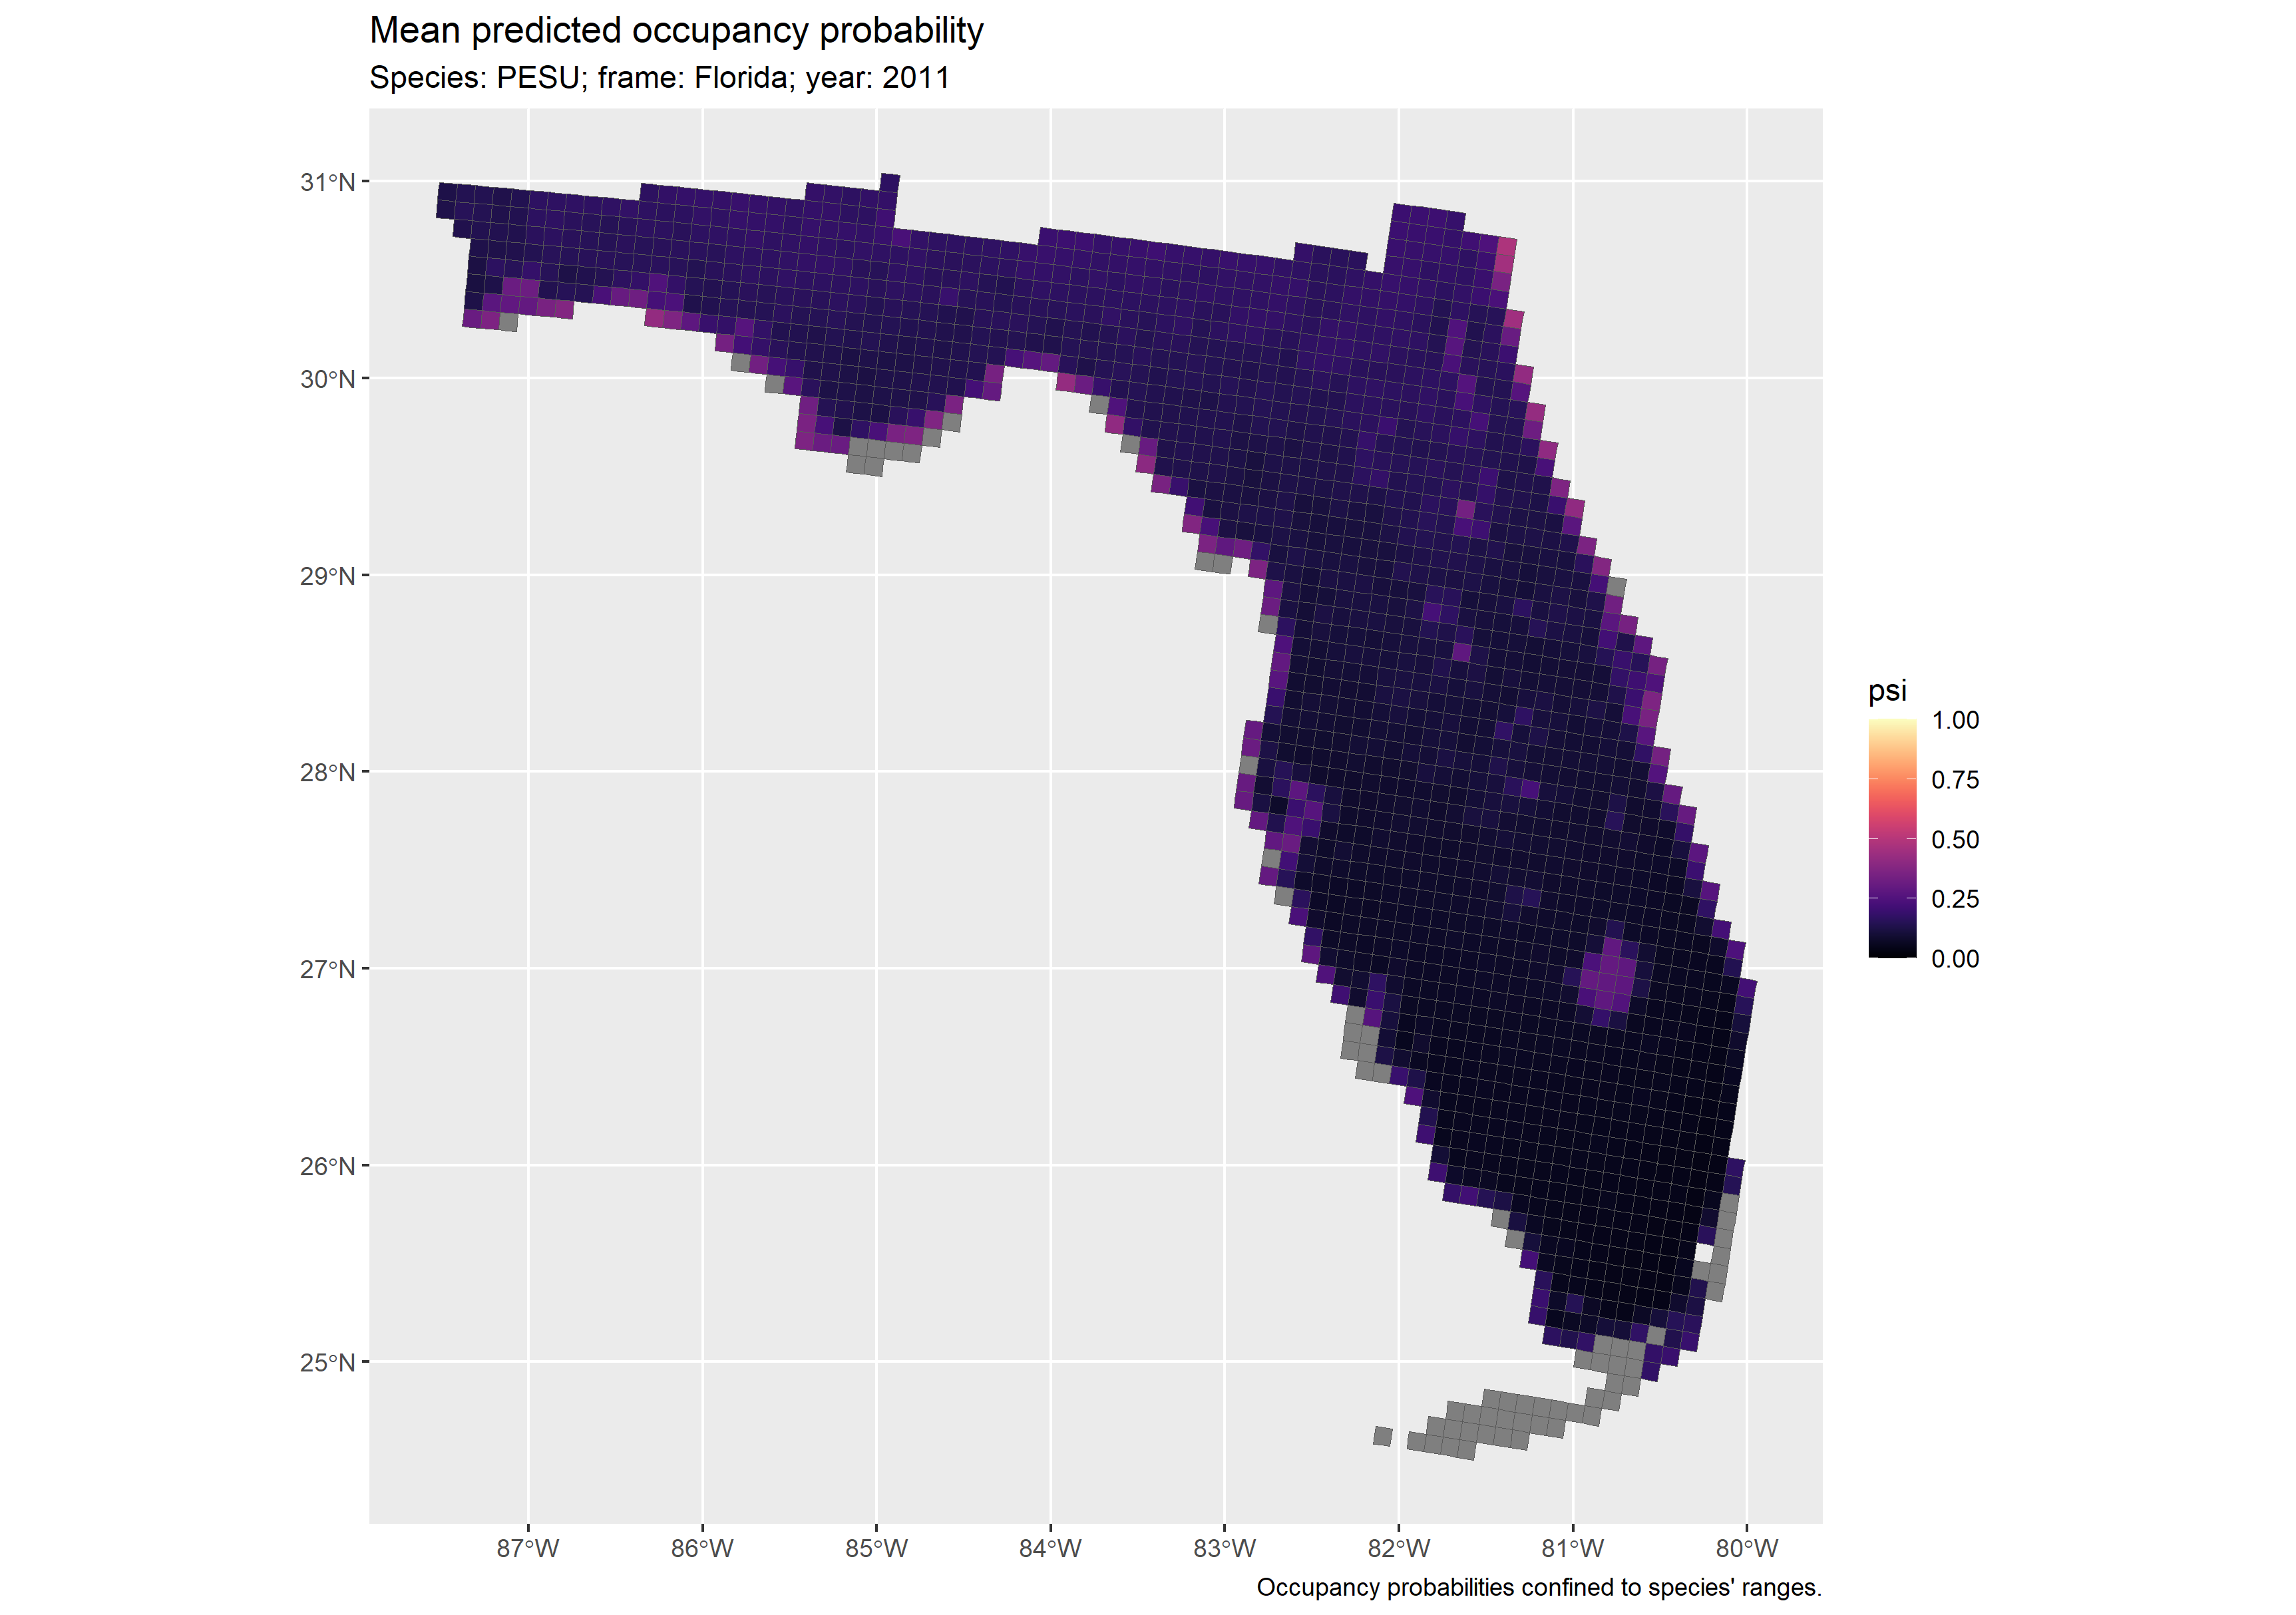 Mean predicted occupancy probability
Species: PESU; frame: Florida; year: 2011
31°N
30°N
29°N
28°N
27°N
26°N
25°N
87°W
86°W
85°W
84°W
83°W
82°W
81°W
80°W
psi
1.00
0.75
0.50
0.25
0.00
Occupancy probabilities confined to species' ranges.